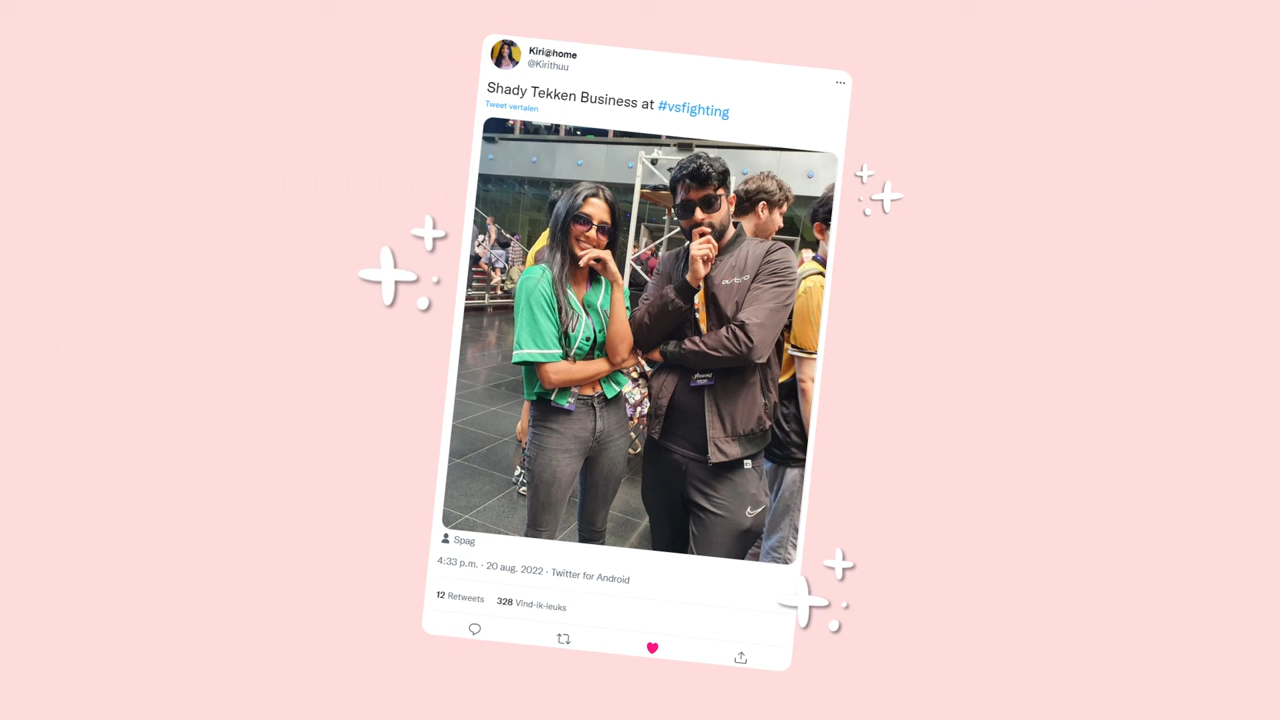 Kiri@home
@Kirithuu
Shady Tekken Business at #vsfighting
Tweet vertalen
Spag
4:33 p.m. · 20 aug. 2022 · Twitter for Android
12 Retweets 328 Vind-ik-leuks